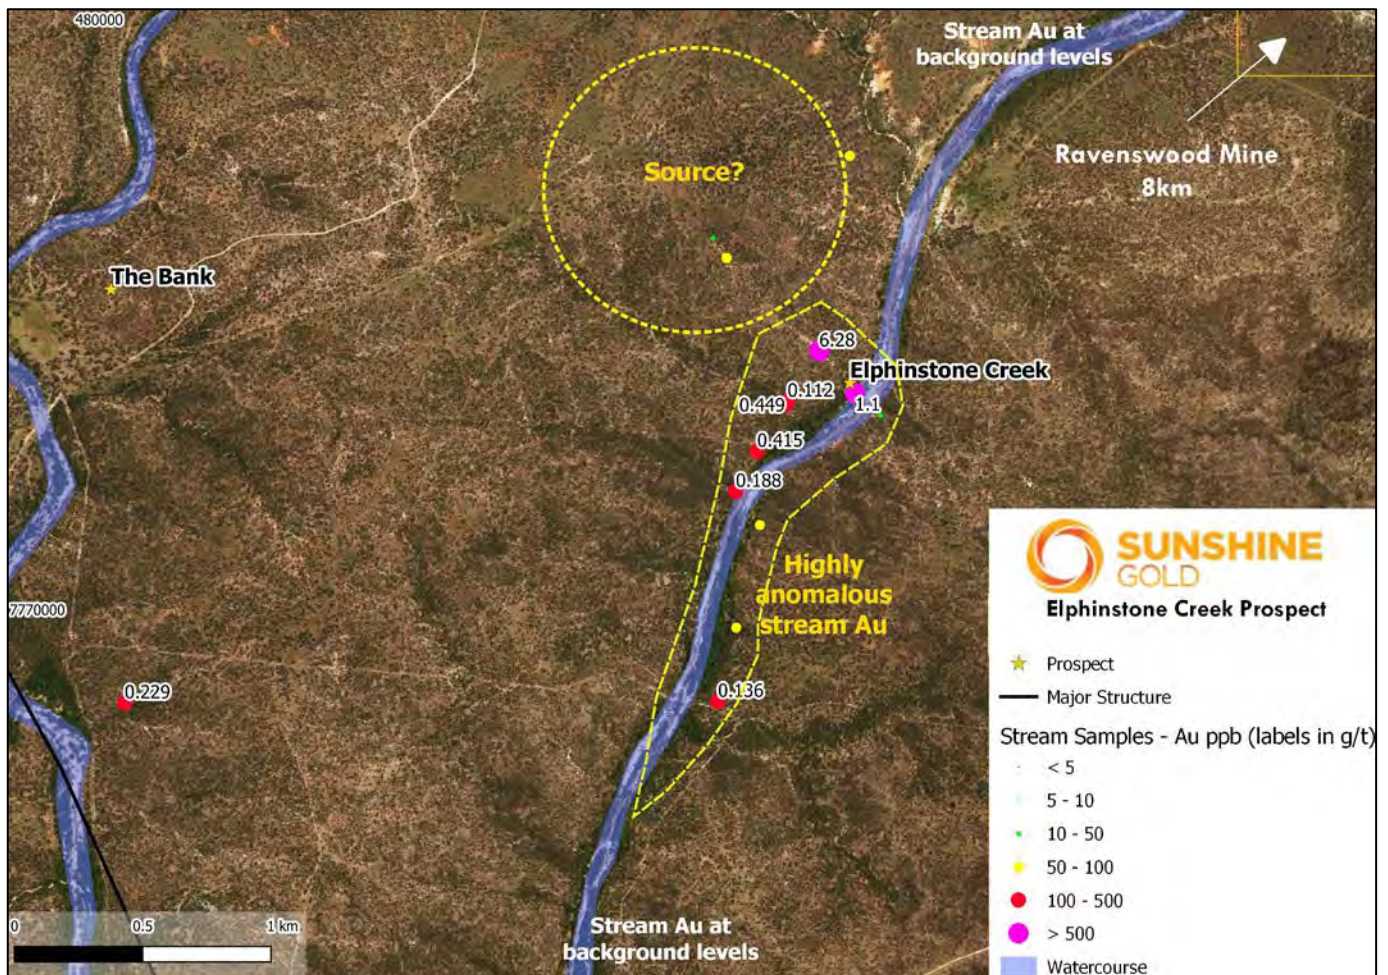 480000
Stream Au at
background levels
Ravenswood Mine
8km
Source?
The Bank
6.28
Elphinstone Creek
0.112
0.449
1.1
0.415
0.188
Highly
anomalous
stream Au
7770000
0.229
0.136
0
0.5
1 km
Stream Au at
background levels
SUNSHINE
GOLD
Elphinstone Creek Prospect
Prospect
Major Structure
Stream Samples - Au ppb (labels in g/t)
< 5
5 - 10
10 - 50
50 - 100
100 - 500
> 500
Watercourse